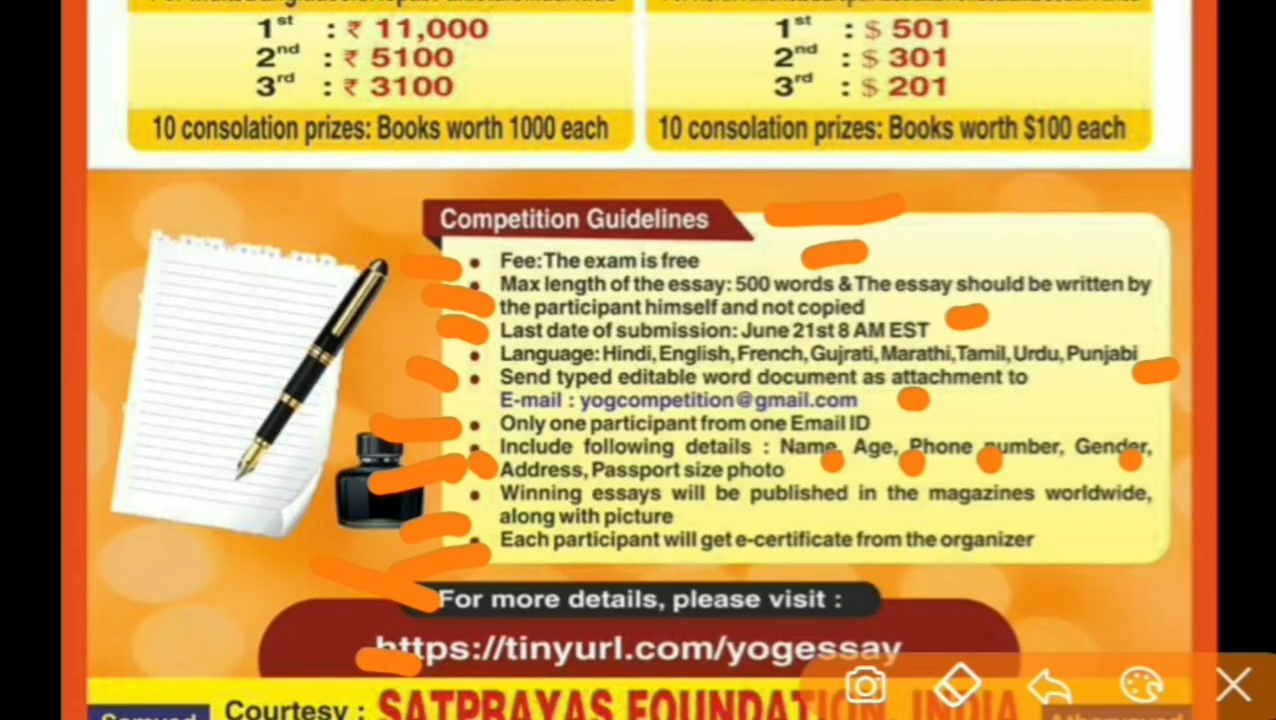 1st : ₹ 11,000
2nd : ₹ 5100
3rd : ₹ 3100
10 consolation prizes: Books worth 1000 each
1st : $ 501
2nd : $ 301
3rd : $ 201
10 consolation prizes: Books worth $100 each
Competition Guidelines
• Fee:The exam is free
• Max length of the essay: 500 words & The essay should be written by
the participant himself and not copied
• Last date of submission: June 21st 8 AM EST
• Language: Hindi, English, French, Gujrati, Marathi,Tamil, Urdu, Punjabi
• Send typed editable word document as attachment to
E-mail : yogcompetition@gmail.com
• Only one participant from one Email ID
• Include following details : Name, Age, Phone number, Gender,
Address, Passport size photo
• Winning essays will be published in the magazines worldwide,
along with picture
• Each participant will get e-certificate from the organizer
For more details, please visit :
https://tinyurl.com/yogessay
Courtesy : SATPRAYAS FOUNDATION, INDIA